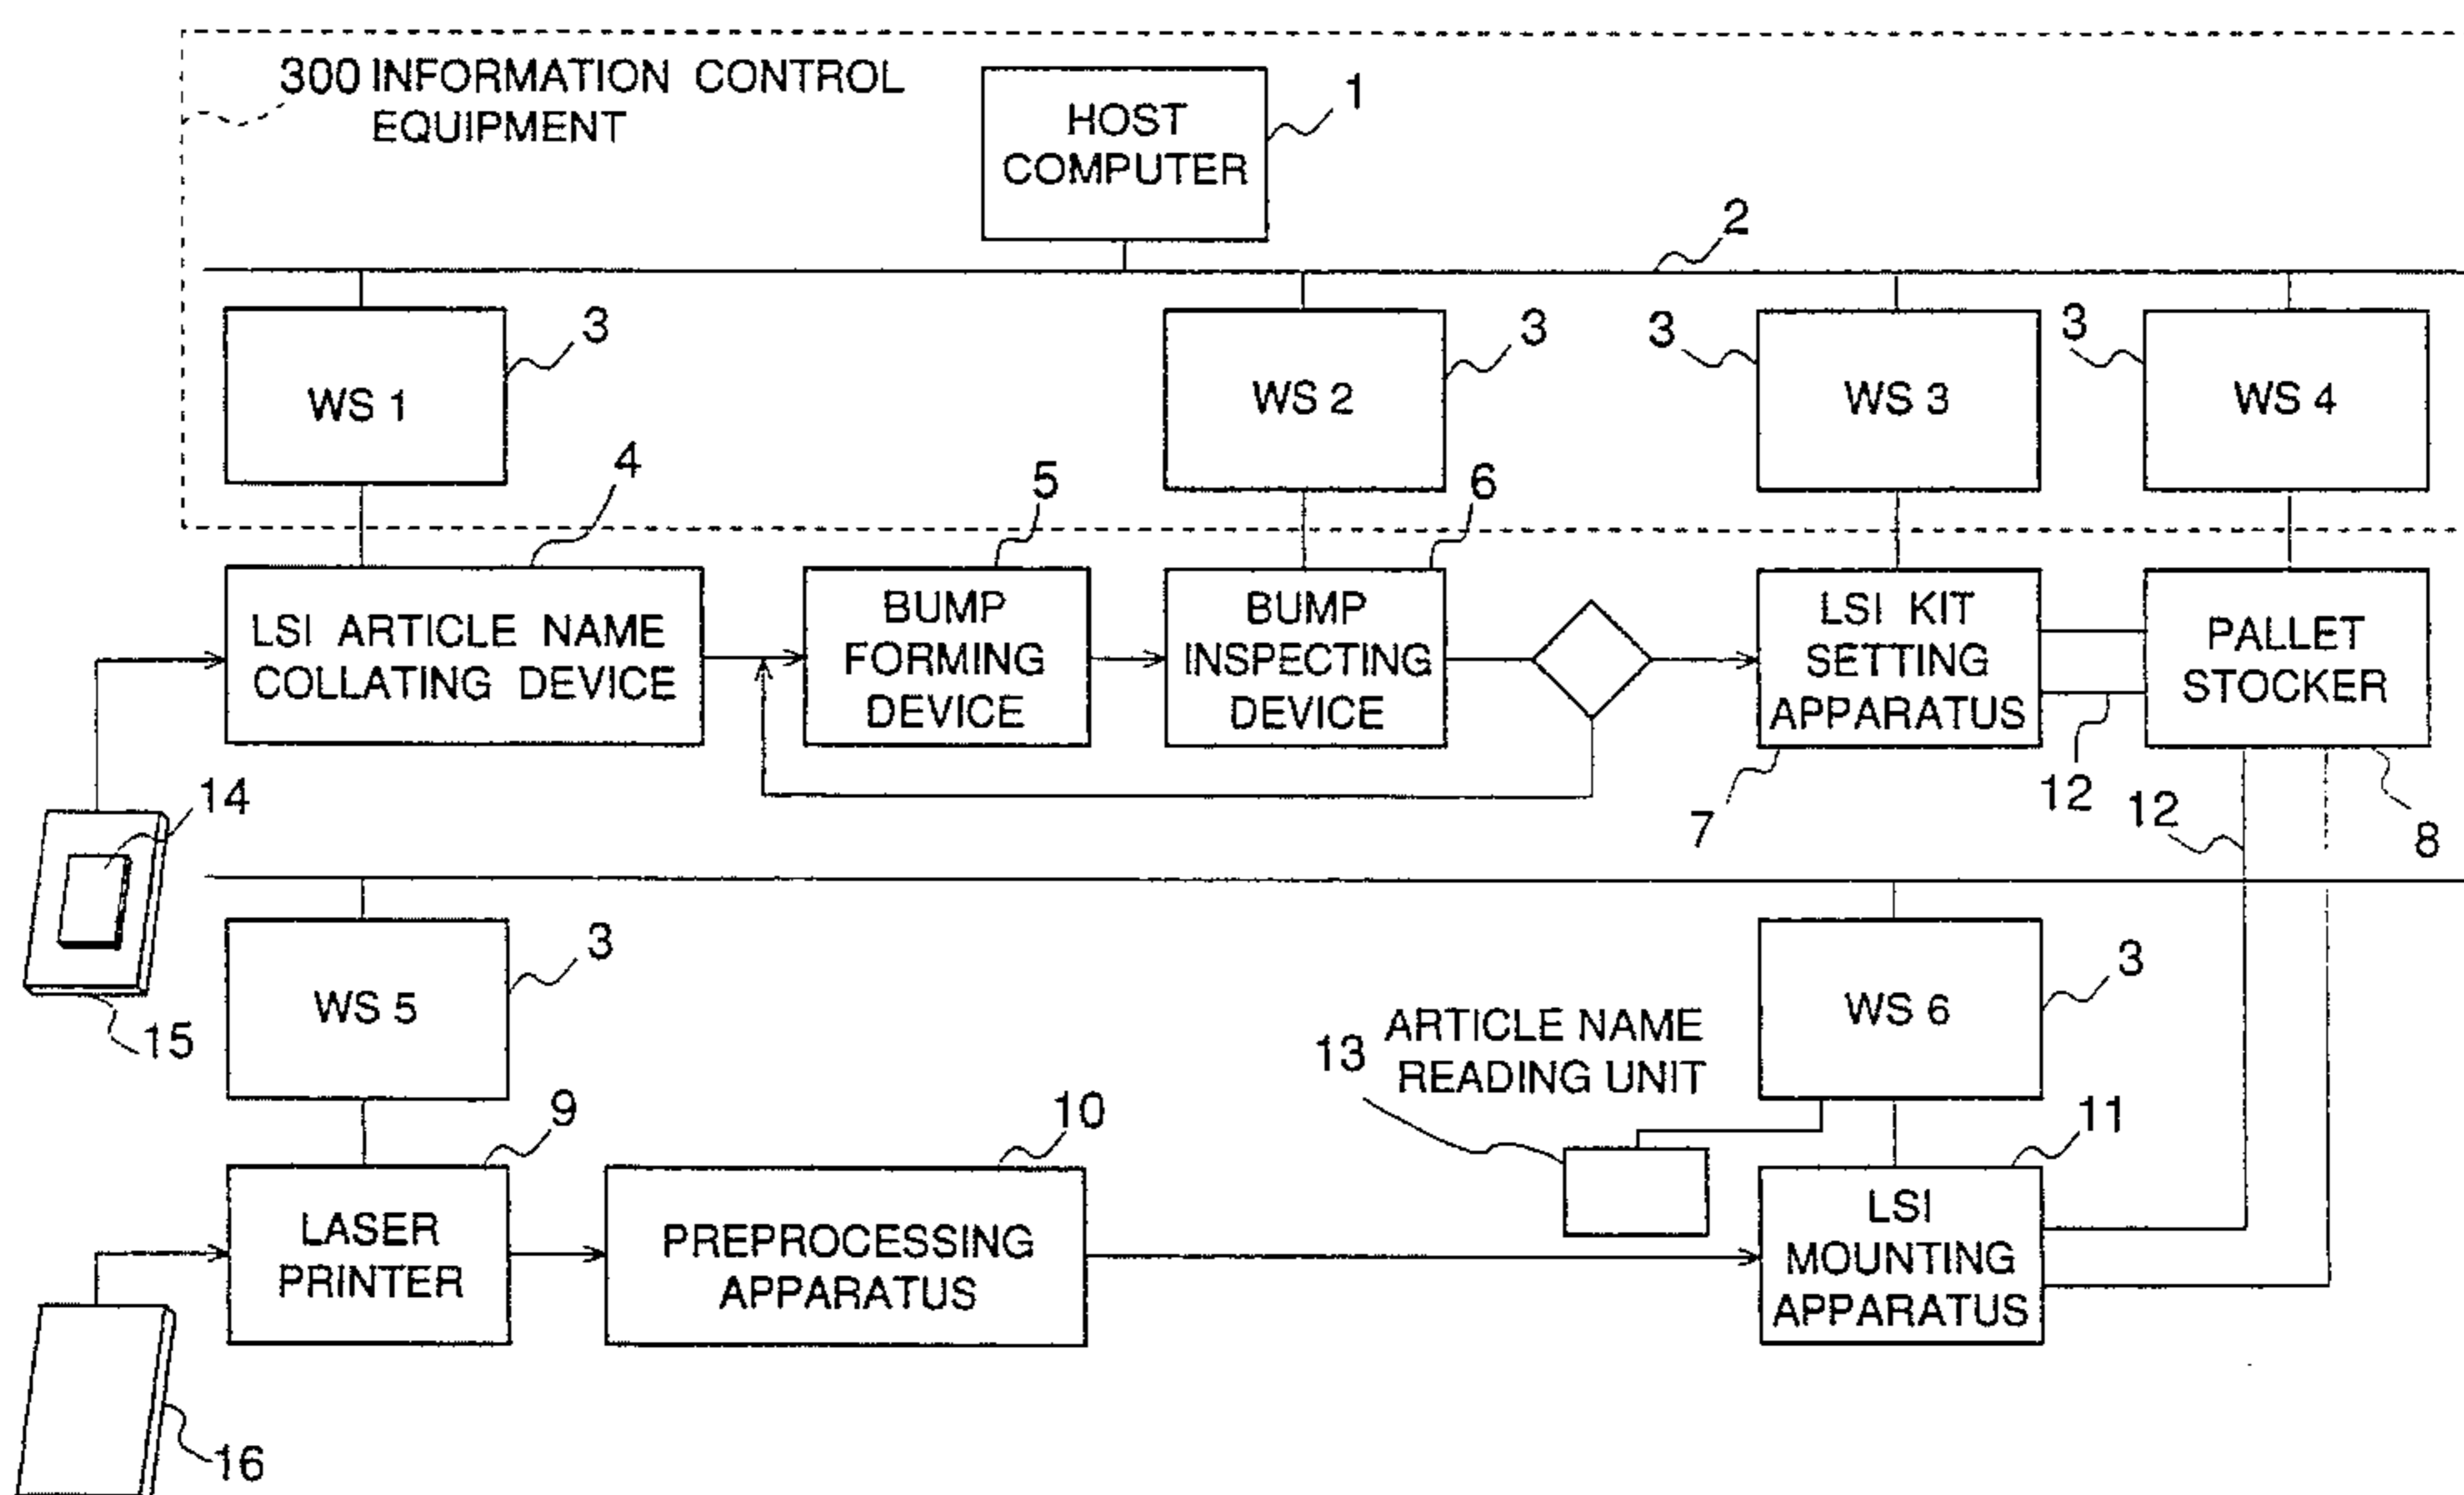 300 INFORMATION CONTROL
EQUIPMENT
HOST
COMPUTER
1
2
WS 1
3
WS 2
3
3
WS 3
3
WS 4
4
5
6
LSI ARTICLE NAME
COLLATING DEVICE
BUMP
FORMING
DEVICE
BUMP
INSPECTING
DEVICE
LSI KIT
SETTING
APPARATUS
PALLET
STOCKER
7
12
12
8
14
15
WS 5
3
WS 6
3
13
ARTICLE NAME
READING UNIT
9
10
11
LASER
PRINTER
PREPROCESSING
APPARATUS
LSI
MOUNTING
APPARATUS
16